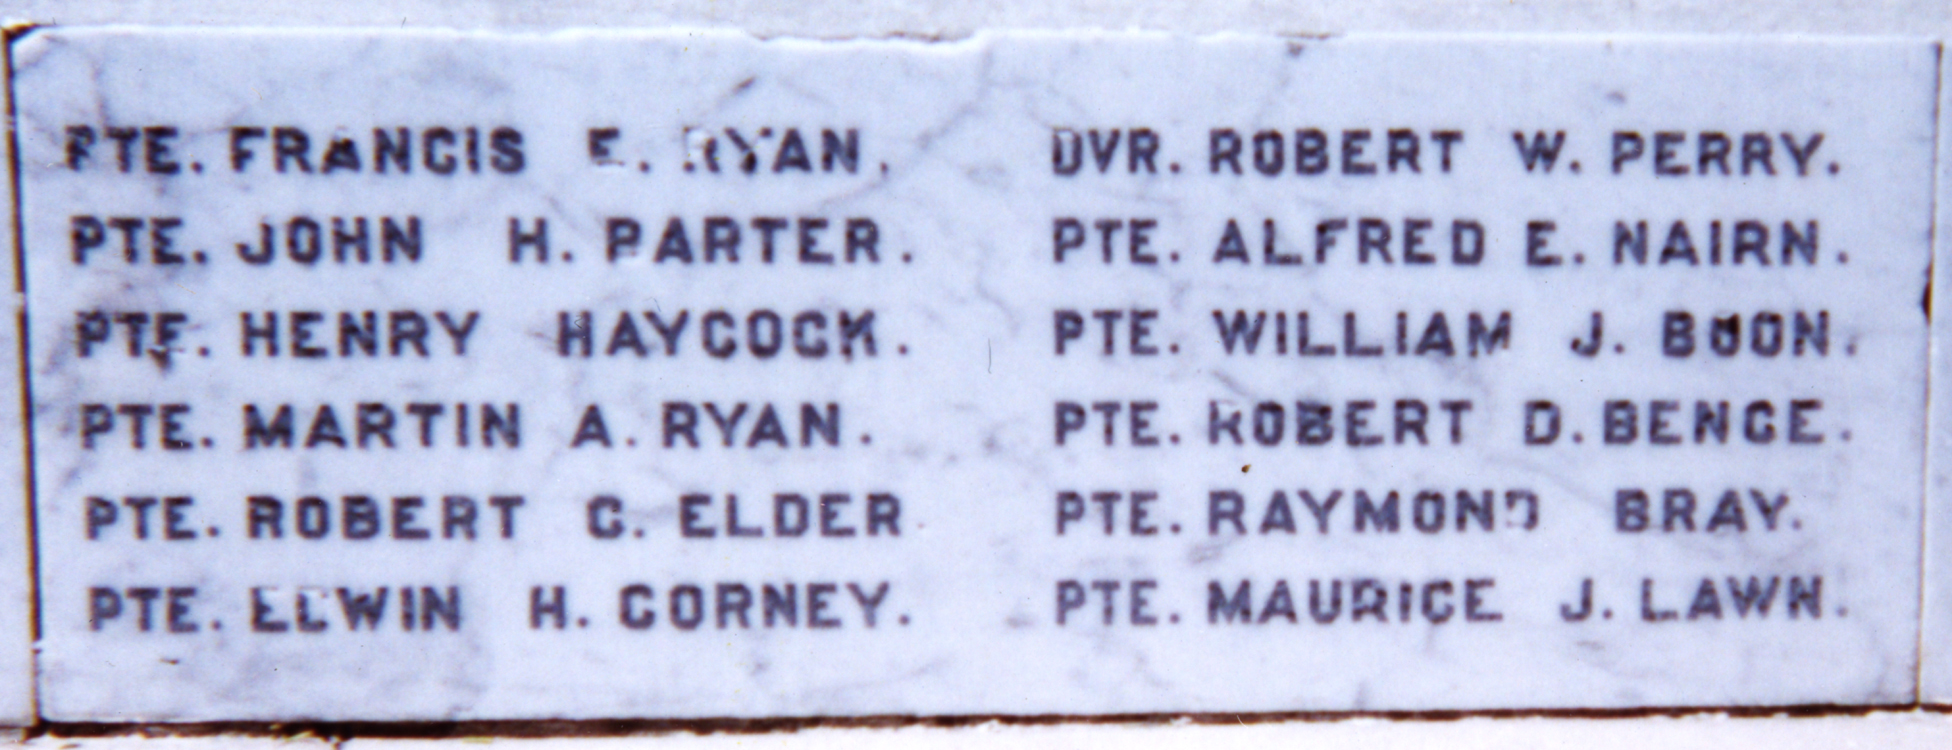 PTE. FRANCIS E. RYAN.
PTE. JOHN H. PARTER.
PTE. HENRY HAYCOCK.
PTE. MARTIN A. RYAN.
PTE. ROBERT C. ELDER
PTE. ELWIN H. CORNEY.
DVR. ROBERT W. PERRY.
PTE. ALFRED E. NAIRN.
PTE. WILLIAM J. BOON.
PTE. ROBERT D. BENGE.
PTE. RAYMOND BRAY.
PTE. MAURICE J. LAWN.